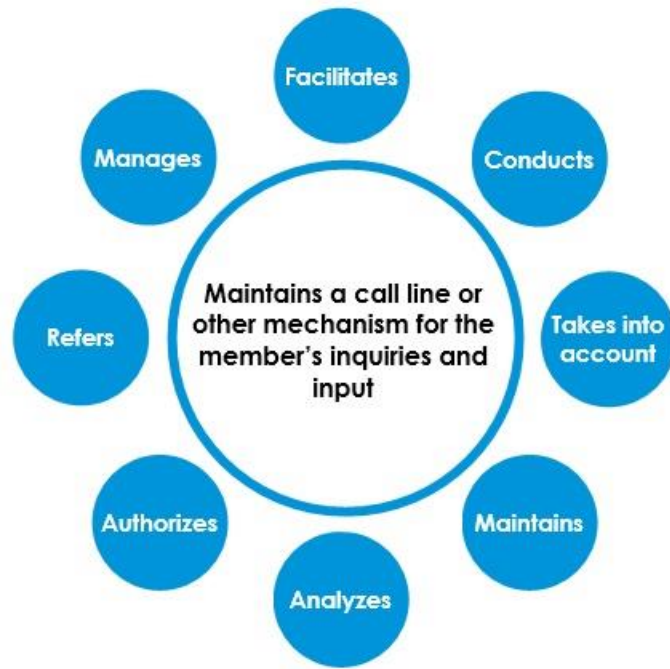 Facilitates
Manages
Conducts
Maintains a call line or
other mechanism for the
member's inquiries and
input
Refers
Takes into
account
Authorizes
Maintains
Analyzes